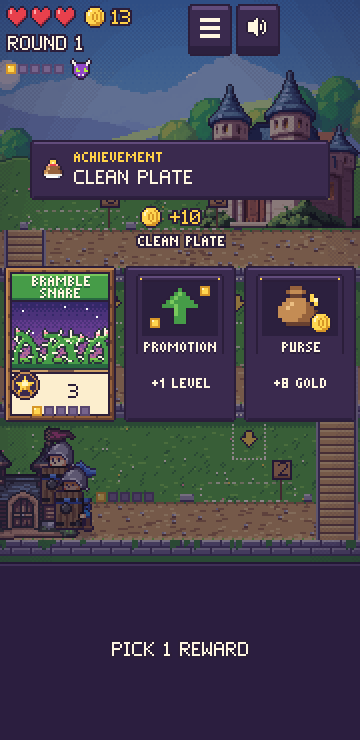 13
ROUND 1
ACHIEVEMENT
CLEAN PLATE
+10
CLEAN PLATE
BRAMBLE
SNARE
3
PROMOTION
+1 LEVEL
PURSE
+8 GOLD
2
PICK 1 REWARD